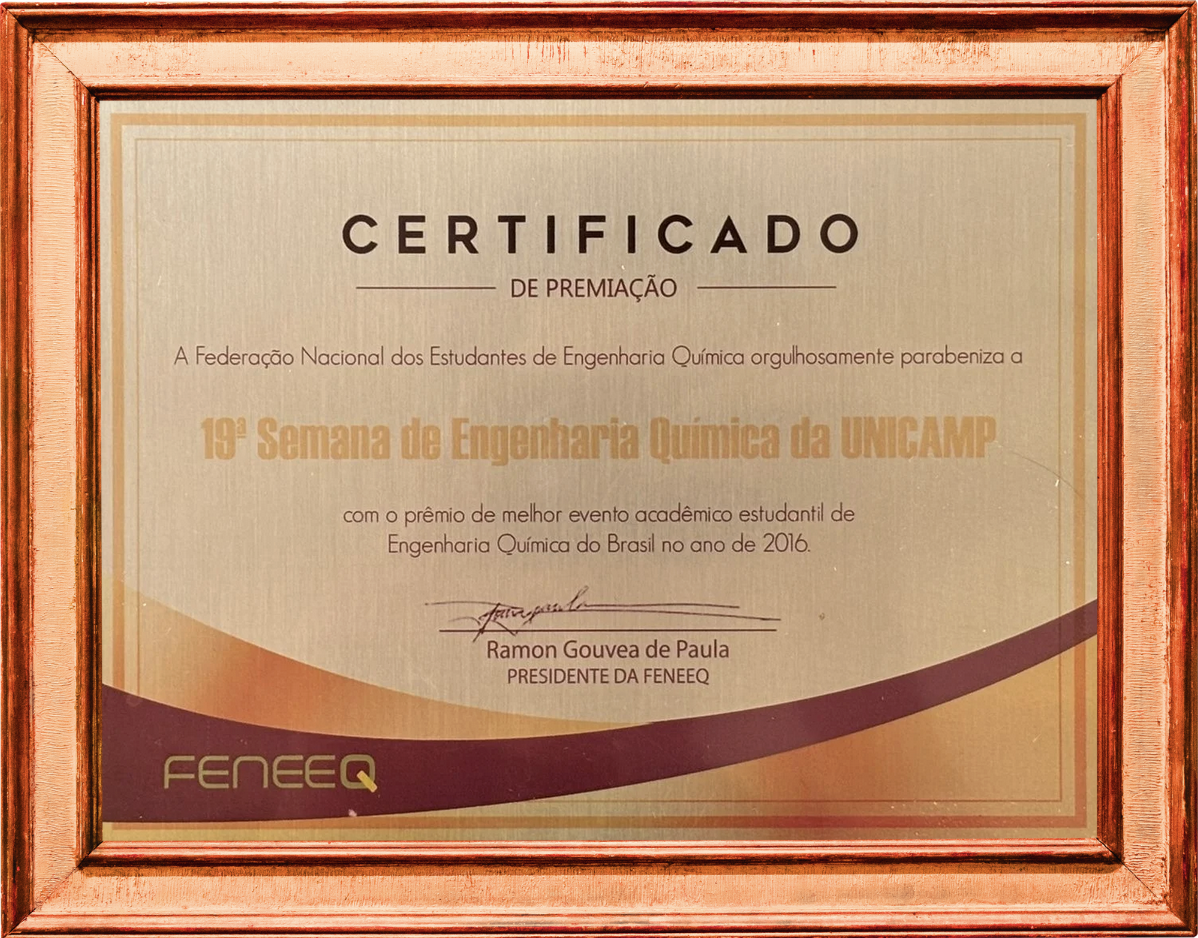 CERTIFICADO
DE PREMIAÇÃO
A Federação Nacional dos Estudantes de Engenharia Química orgulhosamente parabeniza a
19ª Semana de Engenharia Química da UNICAMP
com o prêmio de melhor evento acadêmico estudantil de
Engenharia Química do Brasil no ano de 2016.
Ramon Gouvea de Paula
PRESIDENTE DA FENEEQ
FENEEQ